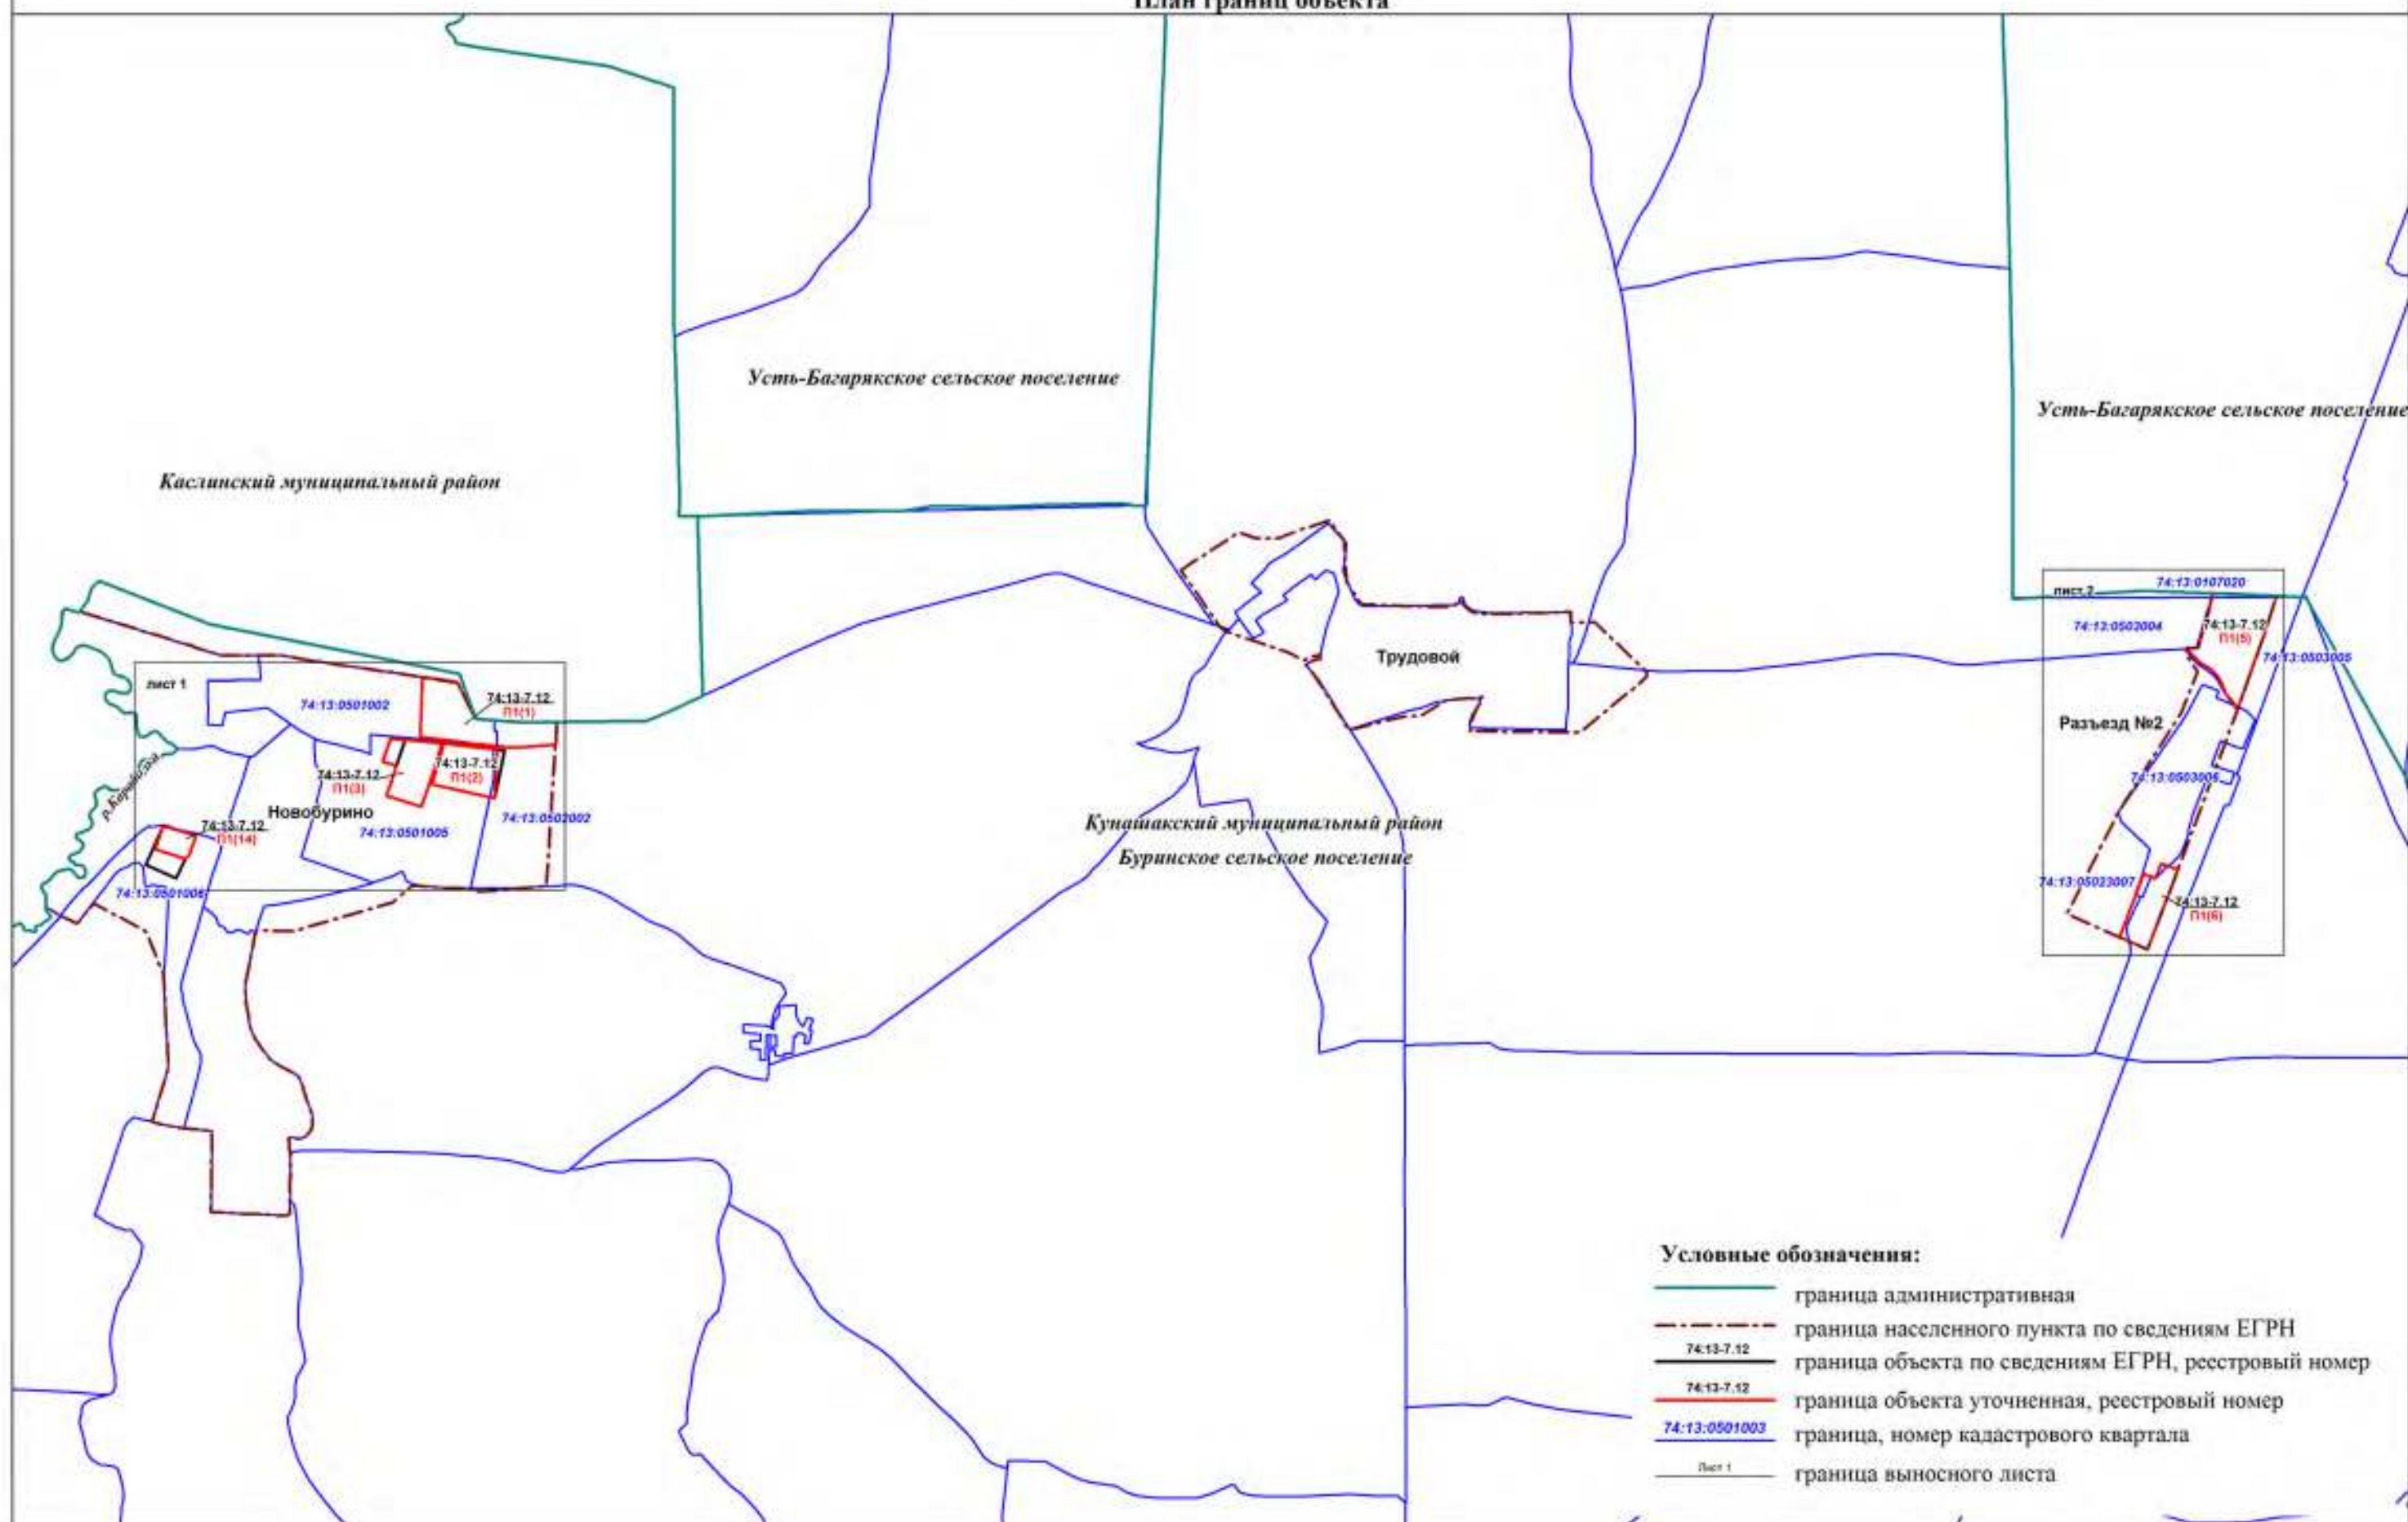 План границ объекта
Усть-Багарякское сельское поселение
Усть-Багарякское сельское поселение
Каслинский муниципальный район
лист 1
74:13:0501002
74:13-7.12
П1(1)
74:13-7.12
П1(2)
74:13-7.12
П1(3)
Новобурино
74:13:0501005
74:13:0502002
74:13-7.12
П1(14)
74:13:0501006
Трудовой
Кунашакский муниципальный район
Буринское сельское поселение
лист 2
74:13:0107020
74:13:0503004
74:13-7.12
П1(5)
74:13:0503005
Разъезд №2
74:13:0503006
74:13:05023007
74:13-7.12
П1(6)
Условные обозначения:
граница административная
граница населенного пункта по сведениям ЕГРН
74:13-7.12
граница объекта по сведениям ЕГРН, реестровый номер
74:13-7.12
граница объекта уточненная, реестровый номер
74:13:0501003
граница, номер кадастрового квартала
Лист 1
граница выносного листа